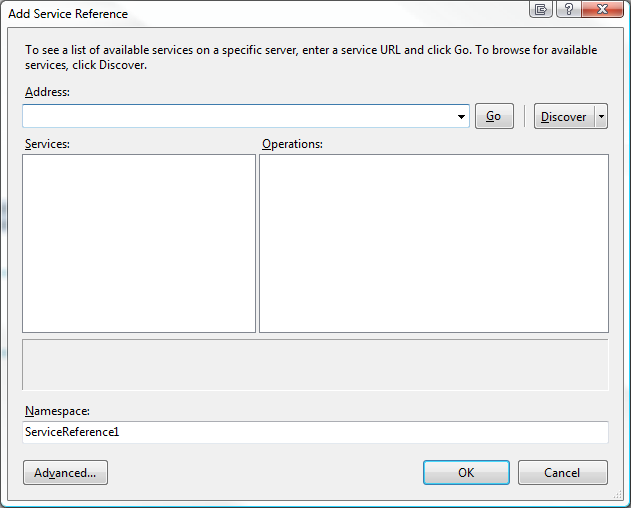 Add Service Reference
To see a list of available services on a specific server, enter a service URL and click Go. To browse for available
services, click Discover.
Address:
Go
Discover
Services:
Operations:
Namespace:
ServiceReference1
Advanced...
OK
Cancel